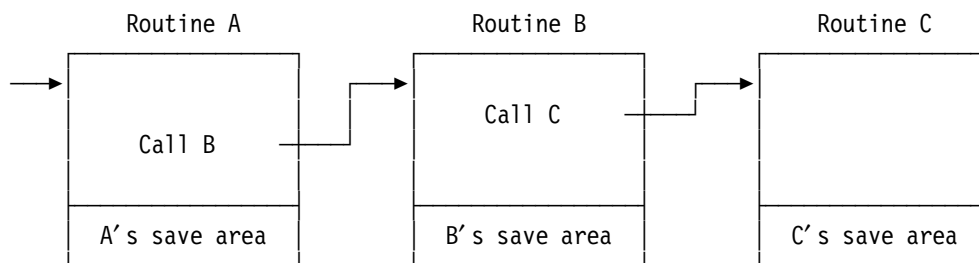 Routine A Routine B Routine C
Call C
Call B
A′s save area B′s save area C′s save area